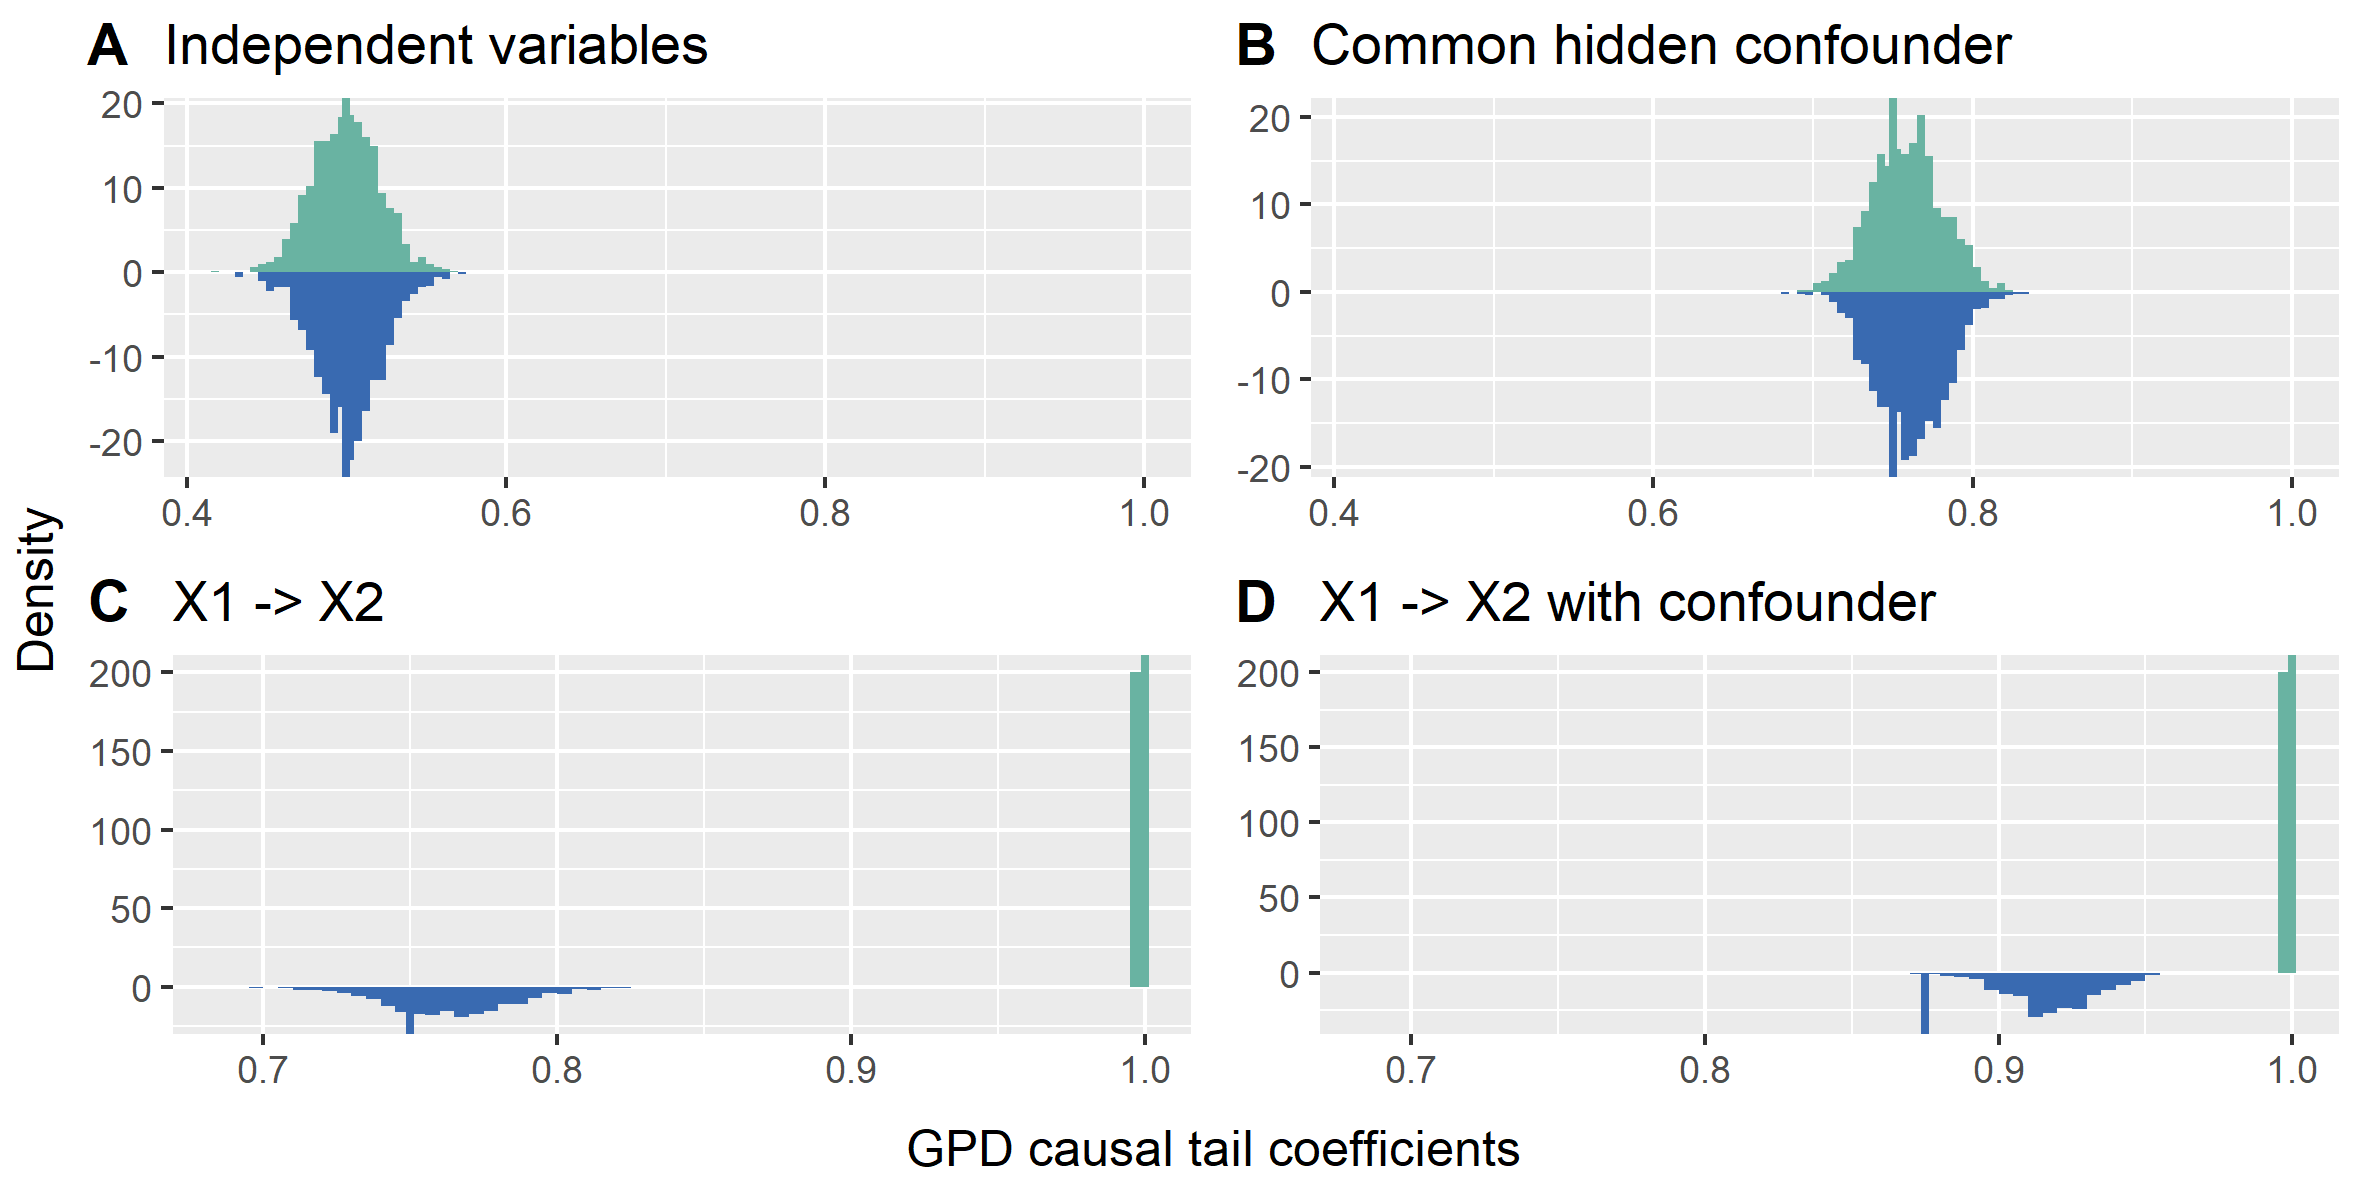 A Independent variables
20
10
0
-10
-20
0.4 0.6 0.8 1.0
B Common hidden confounder
20
10
0
-10
-20
0.4 0.6 0.8 1.0
Density
C X1 -> X2
200
150
100
50
0
0.7 0.8 0.9 1.0
D X1 -> X2 with confounder
200
150
100
50
0
0.7 0.8 0.9 1.0
GPD causal tail coefficients